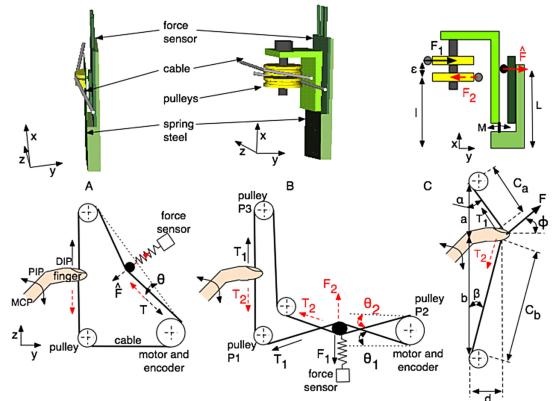 force
sensor
cable
pulleys
spring
steel
x
z
y
x
z
y
F1
F̂
ε
F2
l
L
M
x
y
A
B
C
force
sensor
θ
F̂
T
DIP
PIP
finger
MCP
z
y
pulley
cable
motor and
encoder
pulley
P3
T1
T2
F2
T2
θ2
pulley
P2
pulley
P1
T1
F1
θ1
force
sensor
motor and
encoder
Ca
α
F
a
T1
ϕ
T2
b
β
Cb
z
y
d